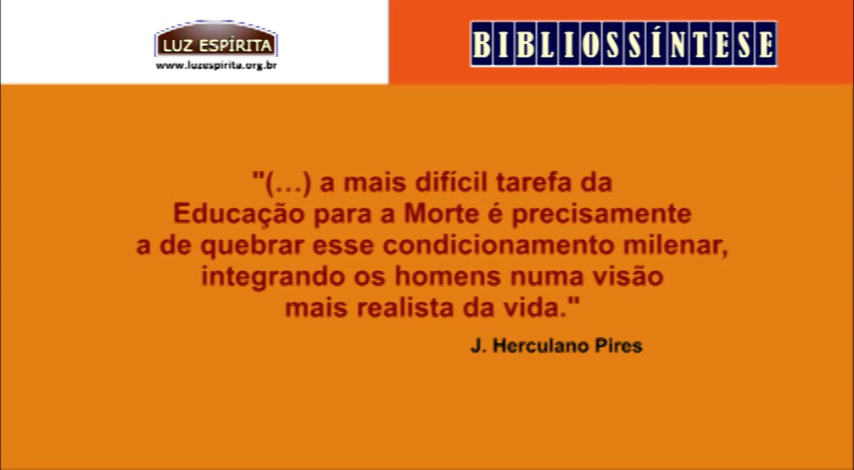 LUZ ESPÍRITA
www.luzespirita.org.br
BIBLIOSSÍNTESE
"(...) a mais difícil tarefa da
Educação para a Morte é precisamente
a de quebrar esse condicionamento milenar,
integrando os homens numa visão
mais realista da vida."
J. Herculano Pires